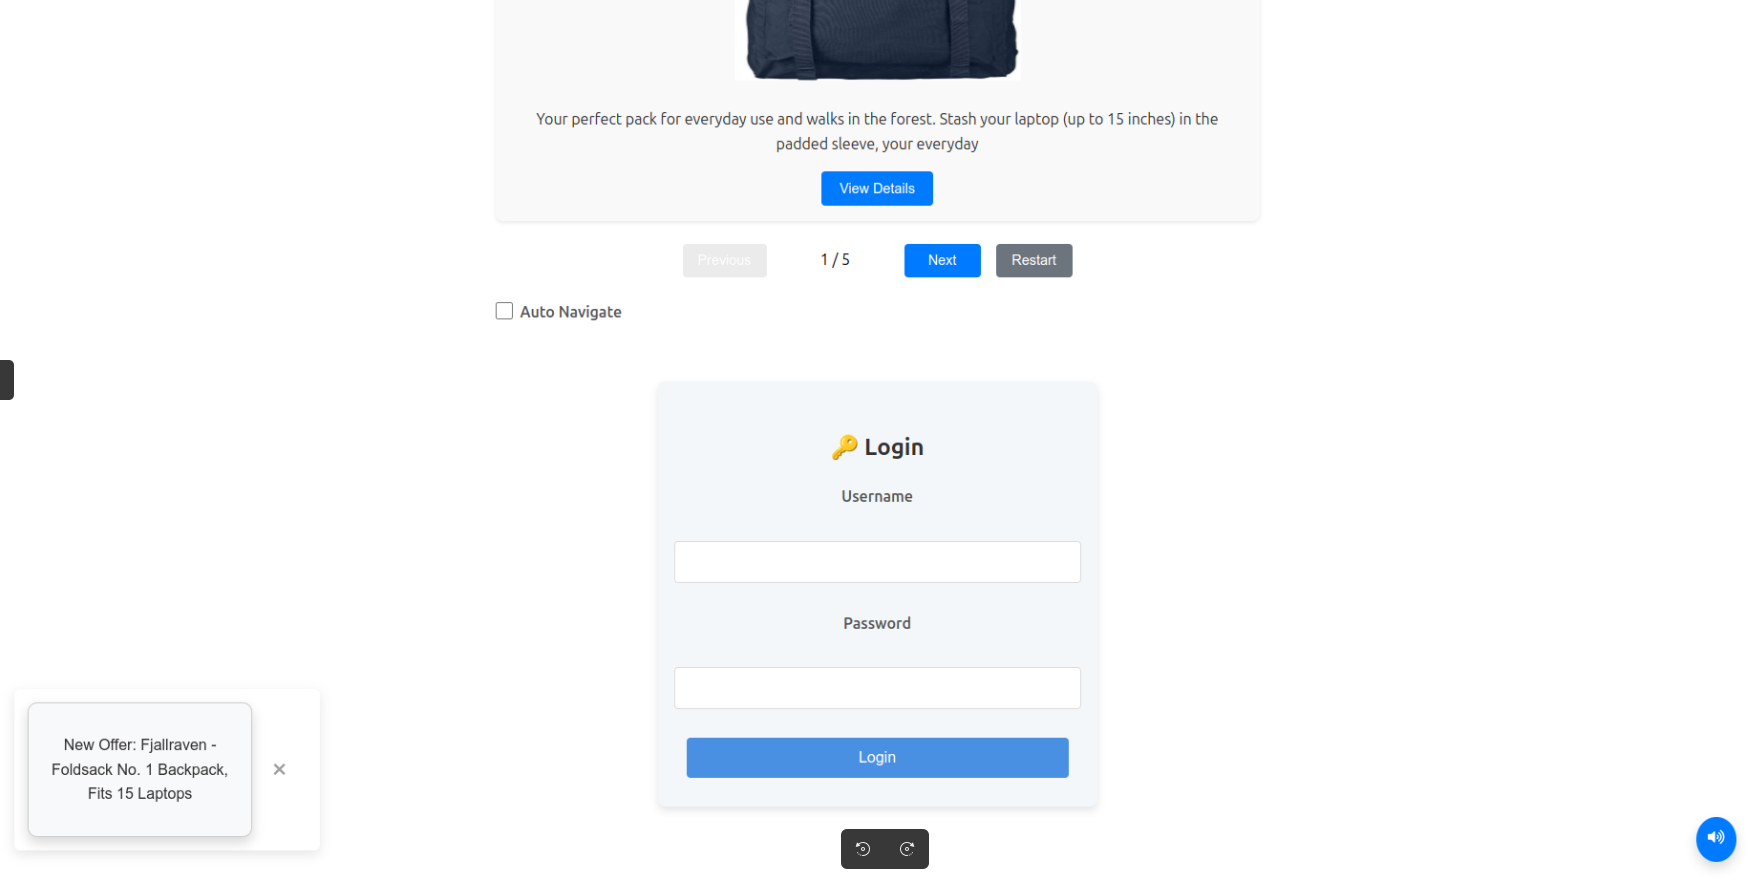 Your perfect pack for everyday use and walks in the forest. Stash your laptop (up to 15 inches) in the
padded sleeve, your everyday
View Details
Previous
1 / 5
Next
Restart
Auto Navigate
🔑 Login
Username
Password
Login
New Offer: Fjallraven -
Foldsack No. 1 Backpack,
Fits 15 Laptops
×